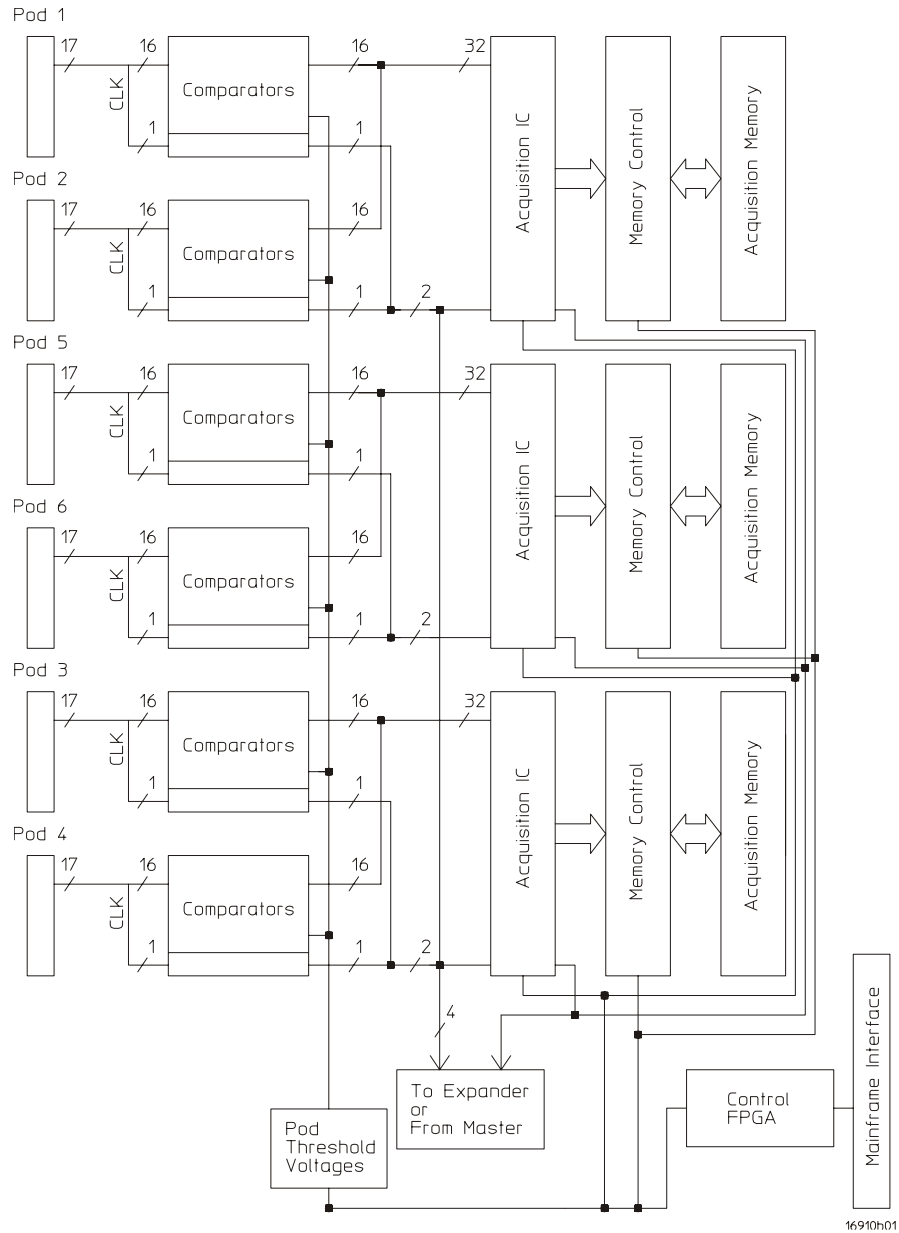 Pod 1
17
16
CLK
1
Comparators
16
1
32
Acquisition IC
Memory Control
Acquisition Memory
Pod 2
17
16
CLK
1
Comparators
16
1
2
Pod 5
17
16
CLK
1
Comparators
16
1
32
Acquisition IC
Memory Control
Acquisition Memory
Pod 6
17
16
CLK
1
Comparators
16
1
2
Pod 3
17
16
CLK
1
Comparators
16
1
32
Acquisition IC
Memory Control
Acquisition Memory
Pod 4
17
16
CLK
1
Comparators
16
1
2
4
To Expander
or
From Master
Pod
Threshold
Voltages
Control
FPGA
Mainframe Interface
16910b01